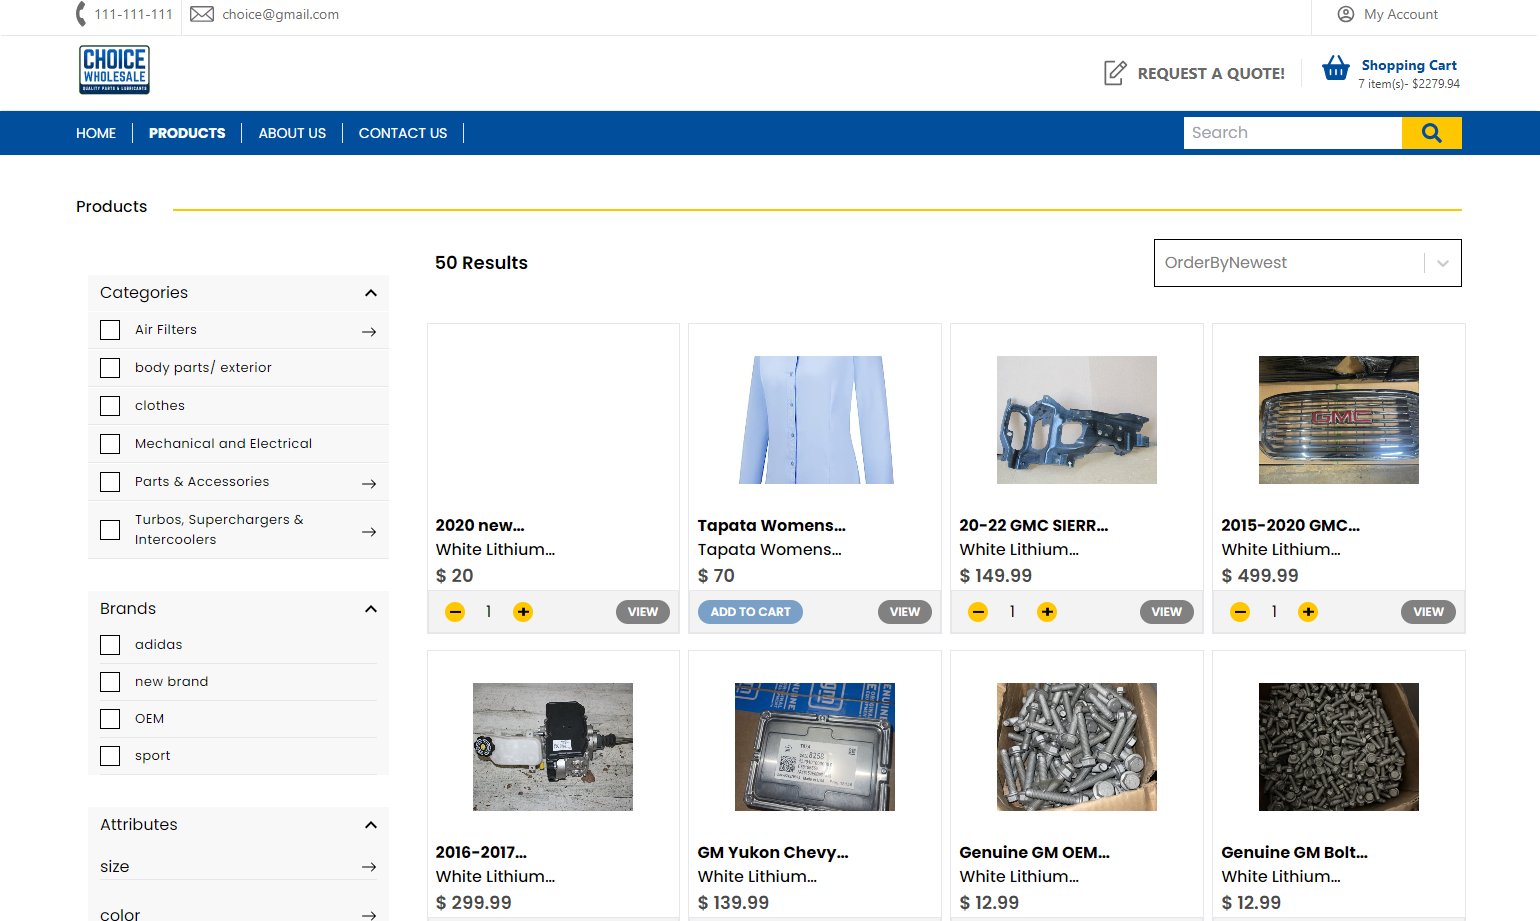 111-111-111
choice@gmail.com
My Account
CHOICE
WHOLESALE
QUALITY PARTS & LUBRICANTS
REQUEST A QUOTE!
Shopping Cart
7 item(s)- $2279.94
HOME
PRODUCTS
ABOUT US
CONTACT US
Search
Products
50 Results
OrderByNewest
Categories
Air Filters
body parts/ exterior
clothes
Mechanical and Electrical
Parts & Accessories
Turbos, Superchargers &
Intercoolers
Brands
adidas
new brand
OEM
sport
Attributes
size
color
2020 new...
White Lithium...
$ 20
1
VIEW
Tapata Womens...
Tapata Womens...
$ 70
ADD TO CART
VIEW
20-22 GMC SIERR...
White Lithium...
$ 149.99
1
VIEW
GMC
2015-2020 GMC...
White Lithium...
$ 499.99
1
VIEW
2016-2017...
White Lithium...
$ 299.99
GM Yukon Chevy...
White Lithium...
$ 139.99
Genuine GM OEM...
White Lithium...
$ 12.99
Genuine GM Bolt...
White Lithium...
$ 12.99